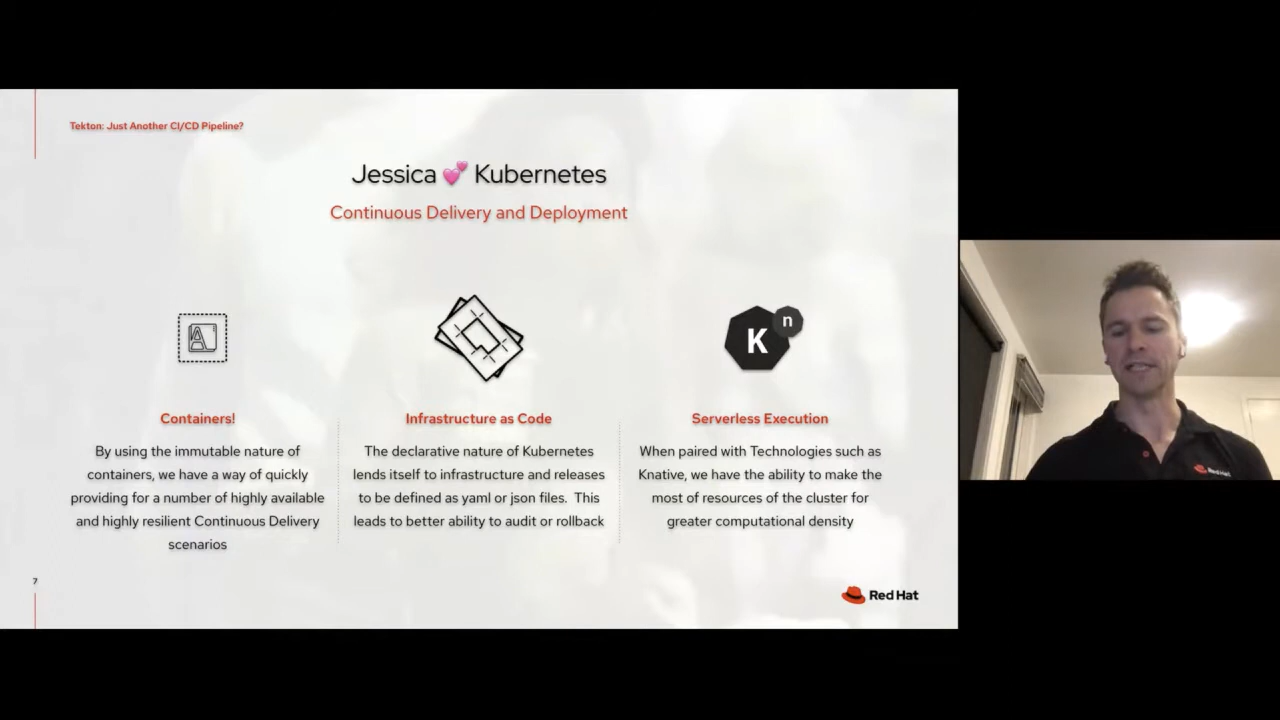 Tekton: Just Another CI/CD Pipeline?
Jessica 💕 Kubernetes
Continuous Delivery and Deployment
A
K
n
Containers!
By using the immutable nature of
containers, we have a way of quickly
providing for a number of highly available
and highly resilient Continuous Delivery
scenarios
Infrastructure as Code
The declarative nature of Kubernetes
lends itself to infrastructure and releases
to be defined as yaml or json files. This
leads to better ability to audit or rollback
Serverless Execution
When paired with Technologies such as
Knative, we have the ability to make the
most of resources of the cluster for
greater computational density
7
Red Hat
Red Hat